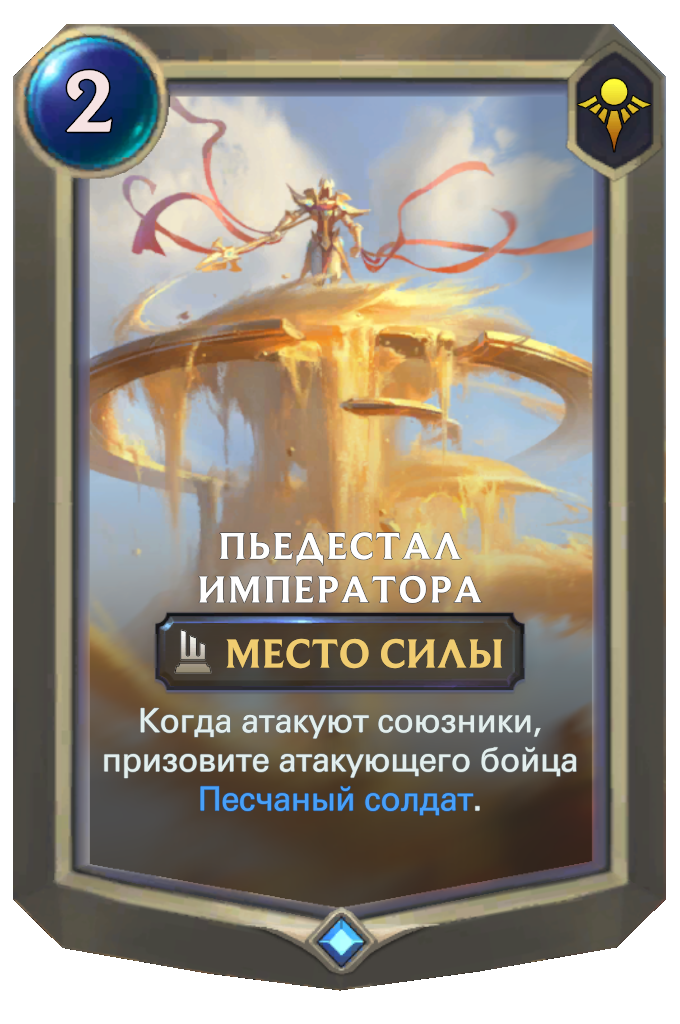 2
ПЬЕДЕСТАЛ
ИМПЕРАТОРА
МЕСТО СИЛЫ
Когда атакуют союзники,
призовите атакующего бойца
Песчаный солдат.